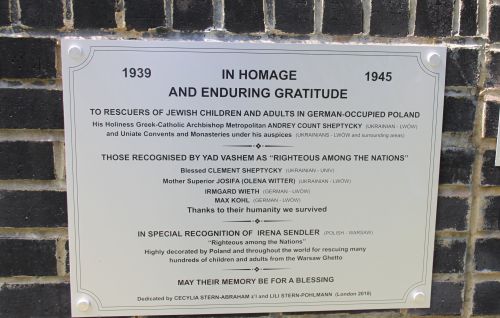 1939 IN HOMAGE 1945
AND ENDURING GRATITUDE
TO RESCUERS OF JEWISH CHILDREN AND ADULTS IN GERMAN-OCCUPIED POLAND
His Holiness Greek-Catholic Archbishop Metropolitan ANDREY COUNT SHEPTYCKY (UKRAINIAN - LWÓW)
and Uniate Convents and Monasteries under his auspices (UKRAINIANS - LWÓW and surrounding areas)
THOSE RECOGNISED BY YAD VASHEM AS "RIGHTEOUS AMONG THE NATIONS"
Blessed CLEMENT SHEPTYCKY (UKRAINIAN - UNIV)
Mother Superior JOSIFA (OLENA WITTER) (UKRAINIAN - LWÓW)
IRMGARD WIETH (GERMAN - LWÓW)
MAX KOHL (GERMAN - LWÓW)
Thanks to their humanity we survived
IN SPECIAL RECOGNITION OF IRENA SENDLER (POLISH - WARSAW)
"Righteous among the Nations"
Highly decorated by Poland and throughout the world for rescuing many
hundreds of children and adults from the Warsaw Ghetto
MAY THEIR MEMORY BE FOR A BLESSING
Dedicated by CECYLIA STERN-ABRAHAM z'l and LILI STERN-POHLMANN (London 2018)